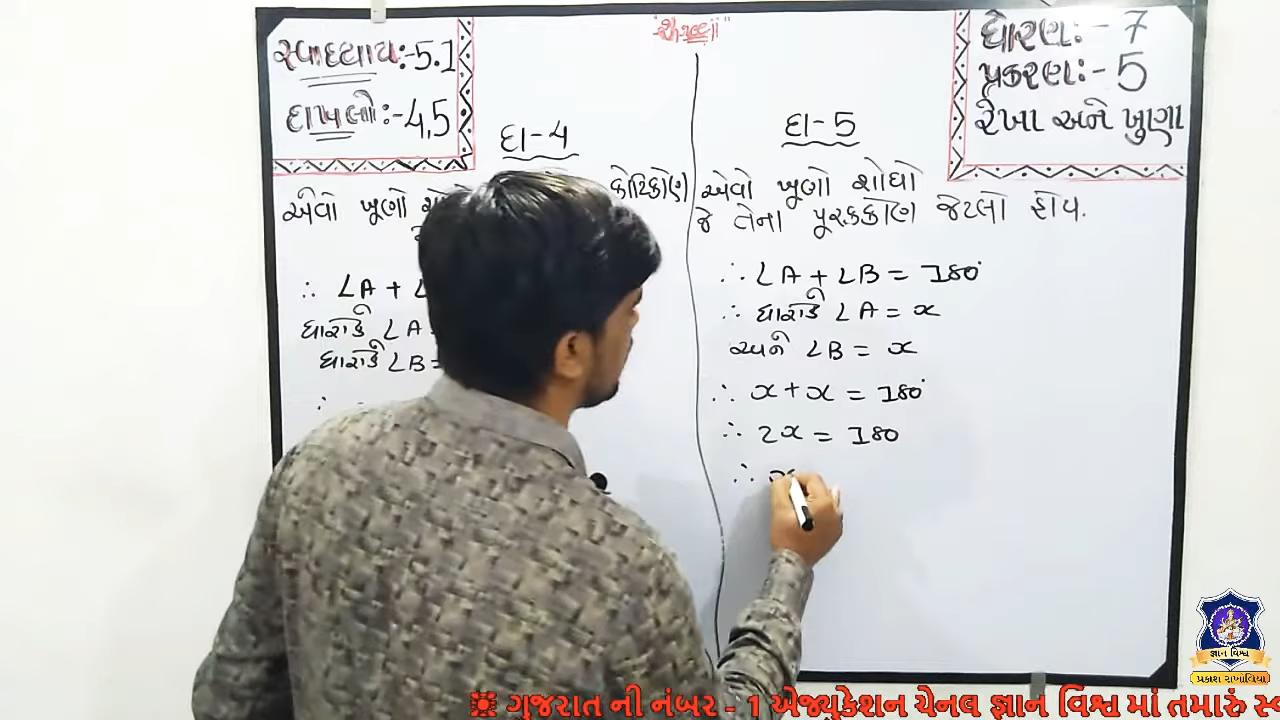 સ્વાધ્યાય:-5.1
દાખલો:-4,5
ધોરણ:-7
પ્રકરણ:-5
રેખા અને ખુણા
દા-4
કોટિકોણ
એવો ખૂણો
∴ ∠A +
ધારોકે ∠A
ધારોકે ∠B =
દા-5
એવો ખૂણો શોધો
જે તેના પૂરકકોણ જેટલો હોય.
∴ ∠A + ∠B = 180°
∴ ધારોકે ∠A = x
અને ∠B = x
∴ x + x = 180°
∴ 2x = 180
∴ x
જ્ઞાન વિશ્વ
પ્રકાશ રાખોલિયા
ગુજરાત ની નંબર - 1 એજ્યુકેશન ચેનલ જ્ઞાન વિશ્વ માં તમારું સ્વ